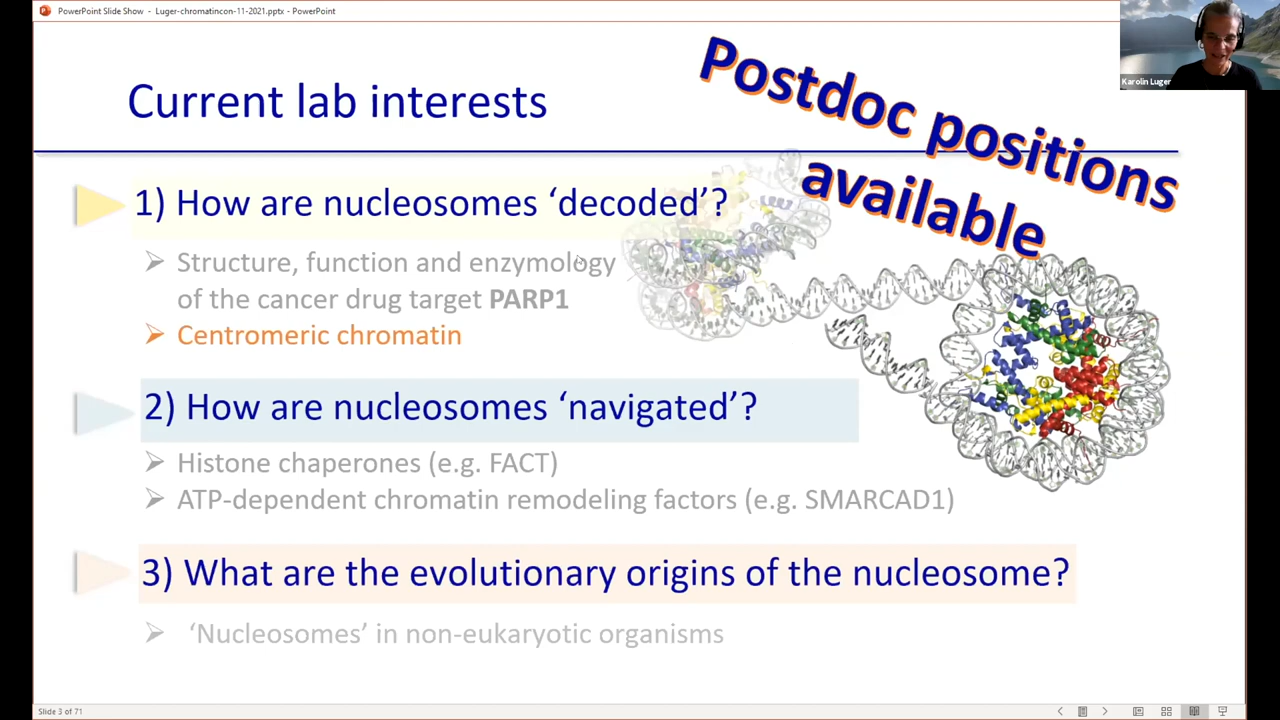 PowerPoint Slide Show - Luger-chromatincon-11-2021.pptx - PowerPoint
Karolin Luger
Postdoc positions
available
Current lab interests
1) How are nucleosomes ‘decoded’?
➢ Structure, function and enzymology
of the cancer drug target PARP1
➢ Centromeric chromatin
2) How are nucleosomes ‘navigated’?
➢ Histone chaperones (e.g. FACT)
➢ ATP-dependent chromatin remodeling factors (e.g. SMARCAD1)
3) What are the evolutionary origins of the nucleosome?
➢ ‘Nucleosomes’ in non-eukaryotic organisms
Slide 3 of 71